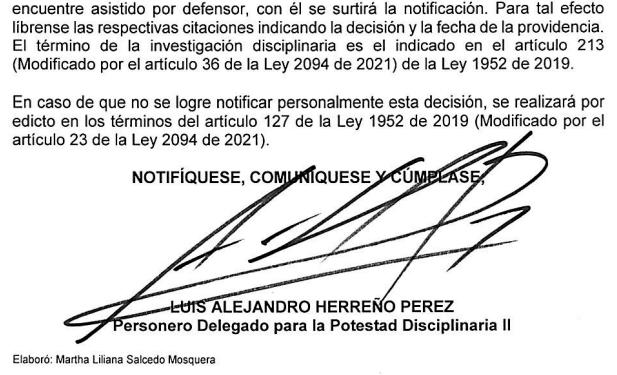 encuentre asistido por defensor, con él se surtirá la notificación. Para tal efecto
líbrense las respectivas citaciones indicando la decisión y la fecha de la providencia.
El término de la investigación disciplinaria es el indicado en el artículo 213
(Modificado por el artículo 36 de la Ley 2094 de 2021) de la Ley 1952 de 2019.
En caso de que no se logre notificar personalmente esta decisión, se realizará por
edicto en los términos del artículo 127 de la Ley 1952 de 2019 (Modificado por el
artículo 23 de la Ley 2094 de 2021).
NOTIFÍQUESE, COMUNÍQUESE Y CÚMPLASE,
LUIS ALEJANDRO HERREÑO PEREZ
Personero Delegado para la Potestad Disciplinaria II
Elaboró: Martha Liliana Salcedo Mosquera